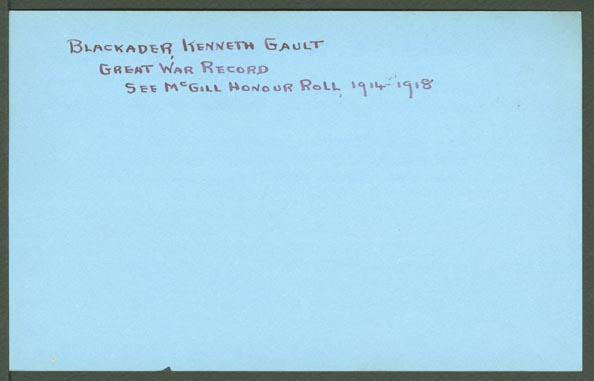 BLACKADER, KENNETH GAULT
GREAT WAR RECORD
SEE McGILL HONOUR ROLL, 1914-1918